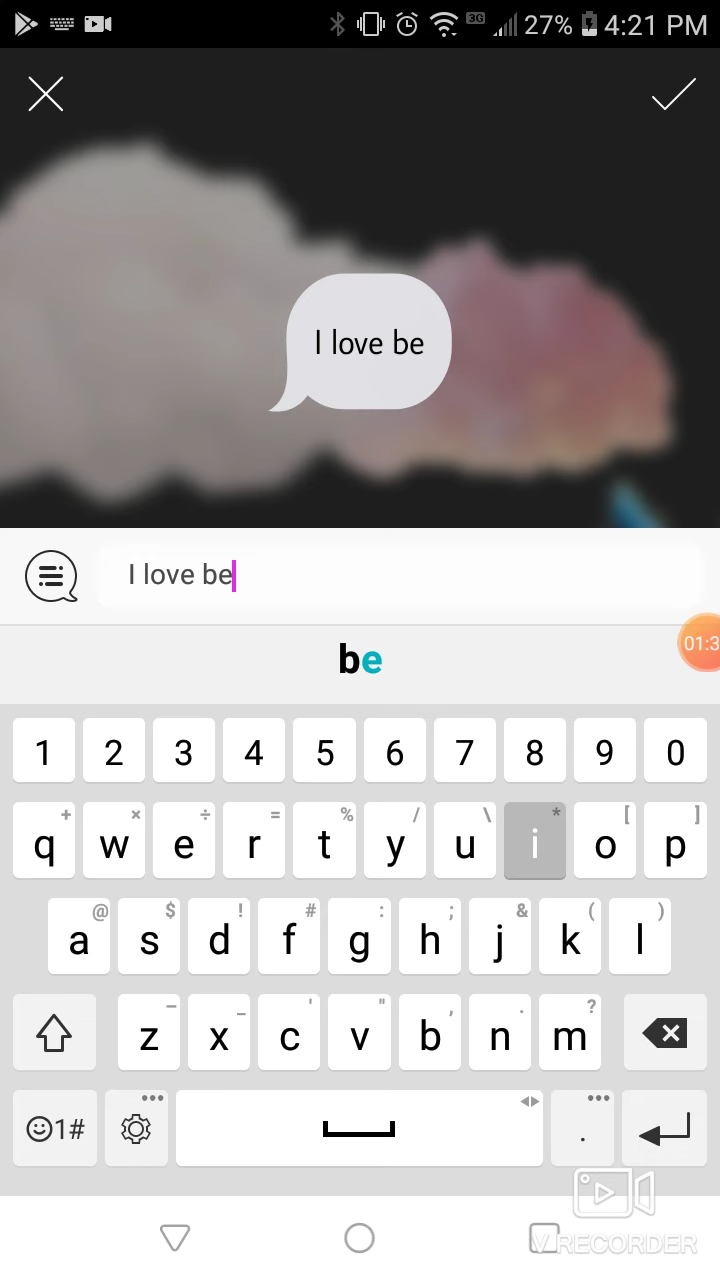 3G 27% 4:21 PM
I love be
I love be
01:3
be
1 2 3 4 5 6 7 8 9 0
+ × ÷ = % / \ * [ ]
q w e r t y u i o p
@ $ ! # : ; & ( )
a s d f g h j k l
– _ ' " , . ?
z x c v b n m
1# .
V RECORDER